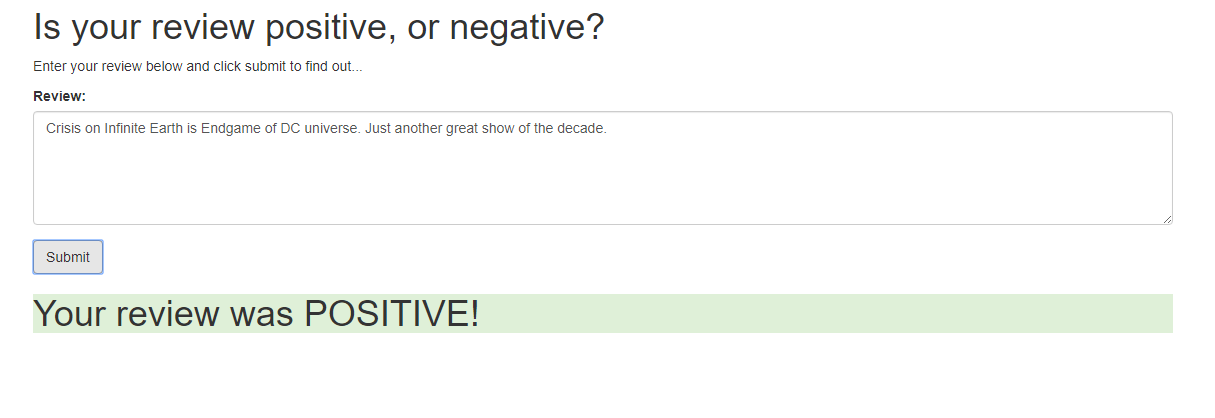 Is your review positive, or negative?
Enter your review below and click submit to find out...
Review:
Crisis on Infinite Earth is Endgame of DC universe. Just another great show of the decade.
Submit
Your review was POSITIVE!